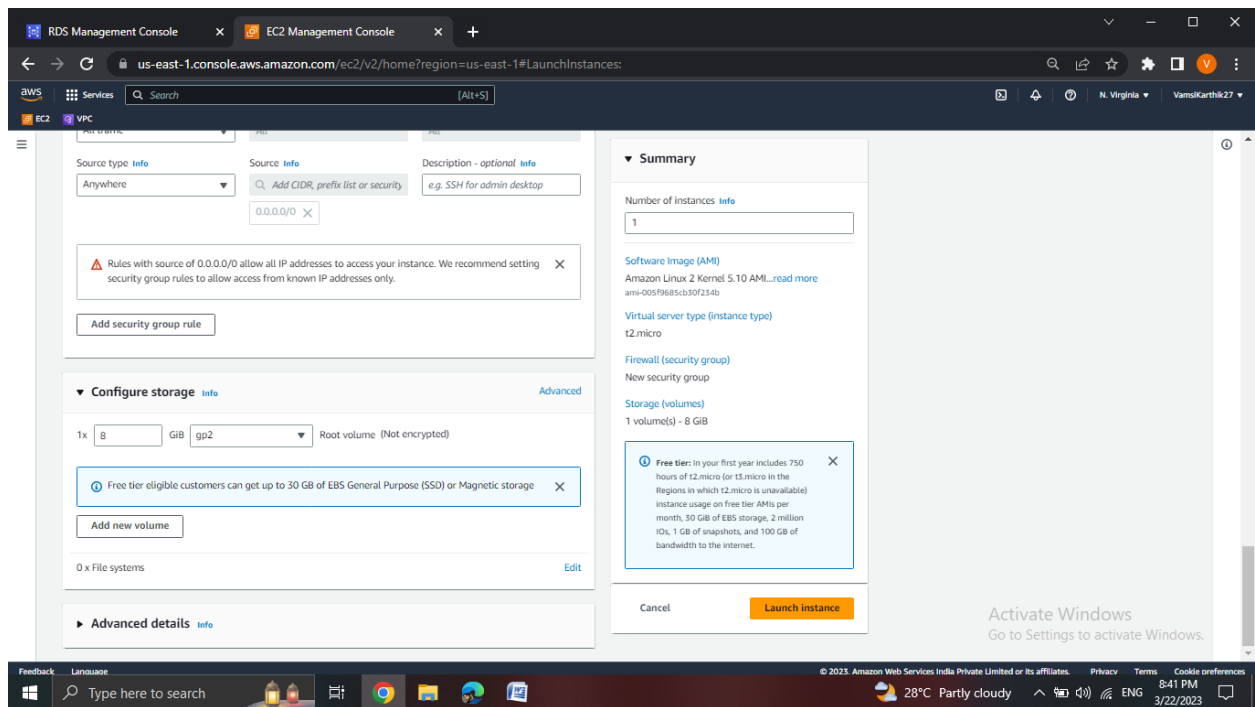 RDS Management Console
EC2 Management Console
us-east-1.console.aws.amazon.com/ec2/v2/home?region=us-east-1#LaunchInstances:
V
aws
Services
Search
[Alt+S]
N. Virginia
VamsiKarthik27
EC2
VPC
All traffic
All
All
Source type Info
Source Info
Description - optional Info
Anywhere
Add CIDR, prefix list or security
e.g. SSH for admin desktop
0.0.0.0/0
Rules with source of 0.0.0.0/0 allow all IP addresses to access your instance. We recommend setting
security group rules to allow access from known IP addresses only.
Add security group rule
Configure storage Info
Advanced
1x
8
GiB
gp2
Root volume (Not encrypted)
Free tier eligible customers can get up to 30 GB of EBS General Purpose (SSD) or Magnetic storage
Add new volume
0 x File systems
Edit
Advanced details Info
Summary
Number of instances Info
1
Software Image (AMI)
Amazon Linux 2 Kernel 5.10 AMI...read more
ami-005f9685cb30f234b
Virtual server type (instance type)
t2.micro
Firewall (security group)
New security group
Storage (volumes)
1 volume(s) - 8 GiB
Free tier: In your first year includes 750
hours of t2.micro (or t3.micro in the
Regions in which t2.micro is unavailable)
instance usage on free tier AMIs per
month, 30 GiB of EBS storage, 2 million
IOs, 1 GB of snapshots, and 100 GB of
bandwidth to the internet.
Cancel
Launch instance
Activate Windows
Go to Settings to activate Windows.
Feedback
Language
© 2023, Amazon Web Services India Private Limited or its affiliates.
Privacy
Terms
Cookie preferences
Type here to search
28°C Partly cloudy
ENG
8:41 PM
3/22/2023